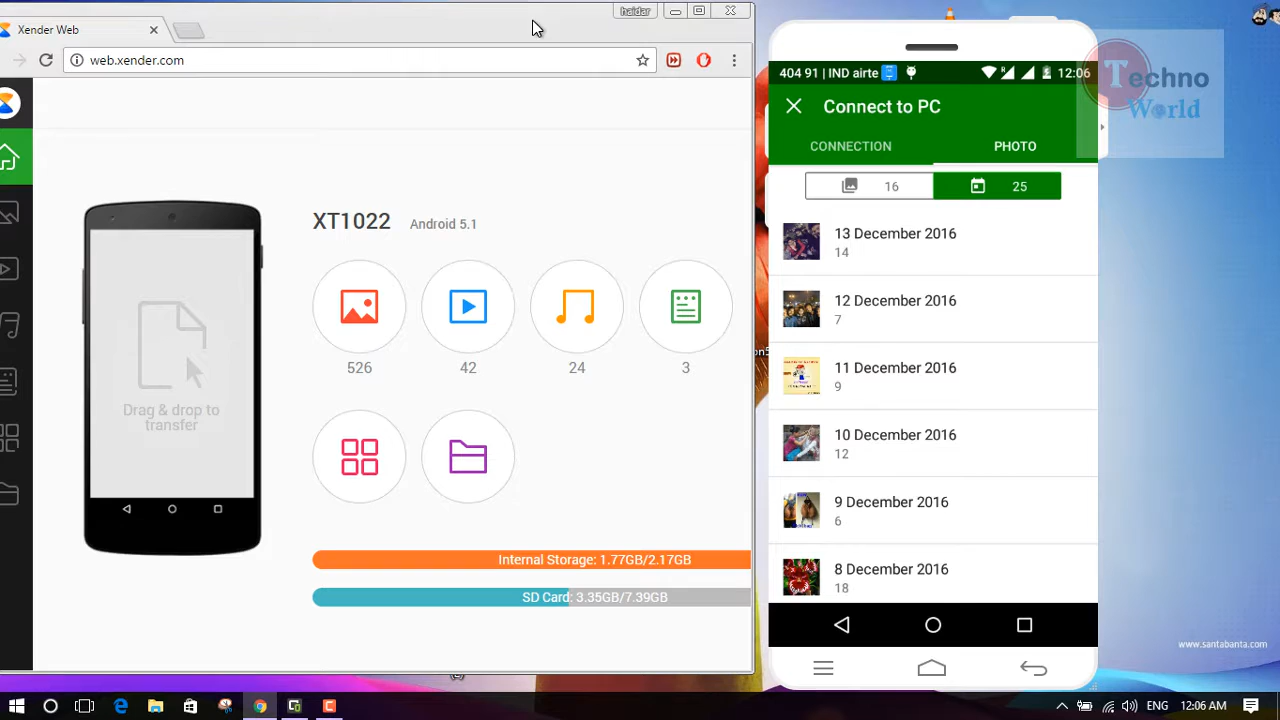 haidar
Xender Web
web.xender.com
XT1022 Android 5.1
526
42
24
3
Drag & drop to
transfer
Internal Storage: 1.77GB/2.17GB
SD Card: 3.35GB/7.39GB
404 91 | IND airte
12:06
Connect to PC
CONNECTION
PHOTO
16
25
13 December 2016
14
12 December 2016
7
11 December 2016
9
10 December 2016
12
9 December 2016
6
8 December 2016
18
Techno
World
www.santabanta.com
ENG
12:06 AM